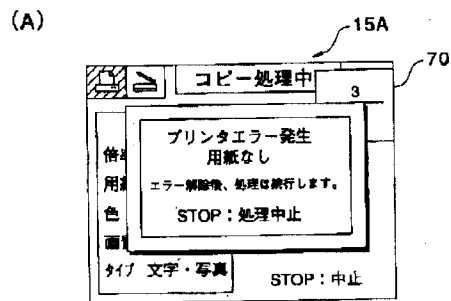 (A)
15A
70
コピー処理中
3
プリンタエラー発生
用紙なし
エラー解除後、処理は続行します。
STOP：処理中止
倍
用紙
色
画質
タイプ 文字・写真
STOP：中止